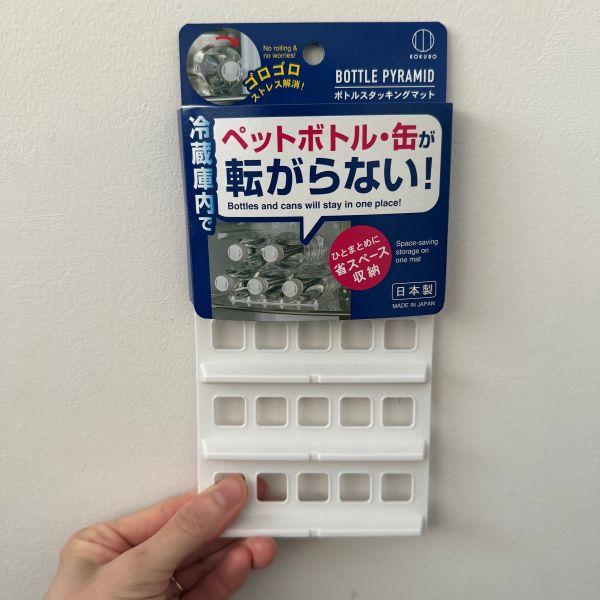 No rolling &
no worries!
ゴロゴロ
ストレス解消!
KOKUBO
BOTTLE PYRAMID
ボトルスタッキングマット
冷蔵庫内で
ペットボトル・缶が
転がらない!
Bottles and cans will stay in one place!
ひとまとめに
省スペース
収納
Space-saving
storage on
one mat
日本製
MADE IN JAPAN